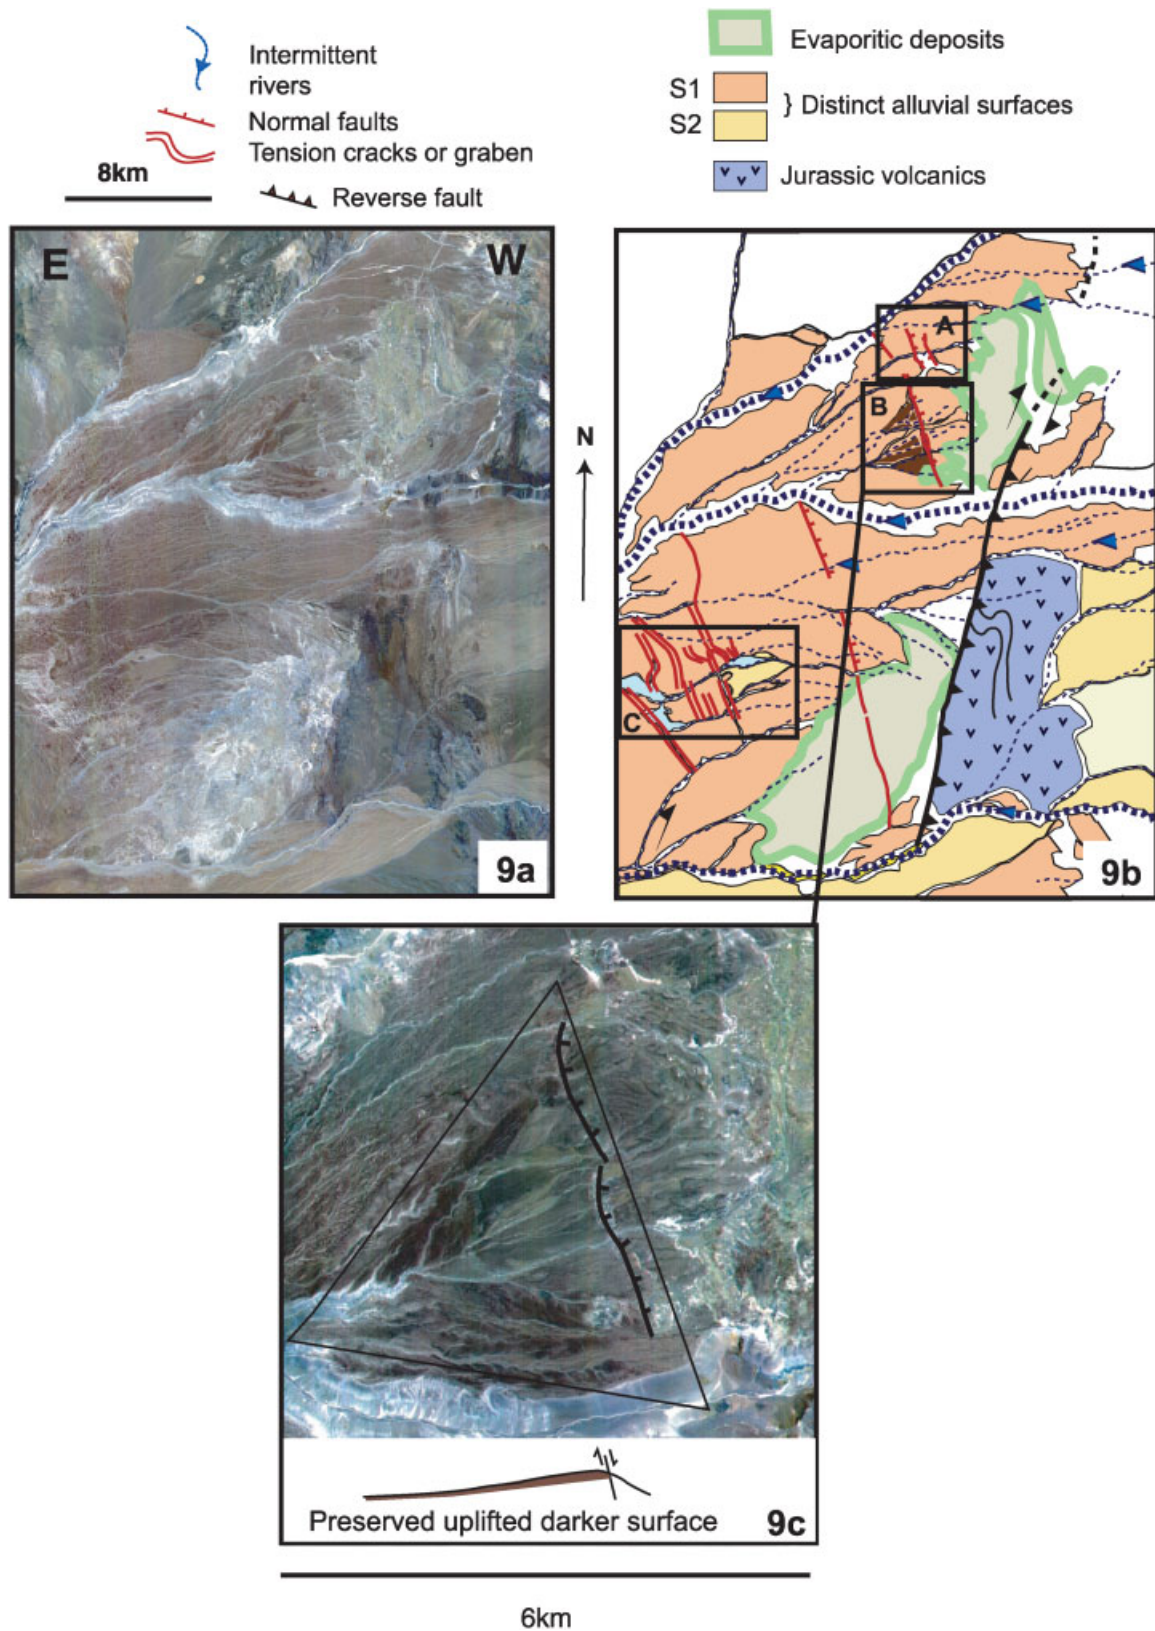 Intermittent
rivers
Normal faults
Tension cracks or graben
8km
Reverse fault
Evaporitic deposits
S1
} Distinct alluvial surfaces
S2
Jurassic volcanics
E
W
9a
N
A
B
C
9b
Preserved uplifted darker surface
9c
6km